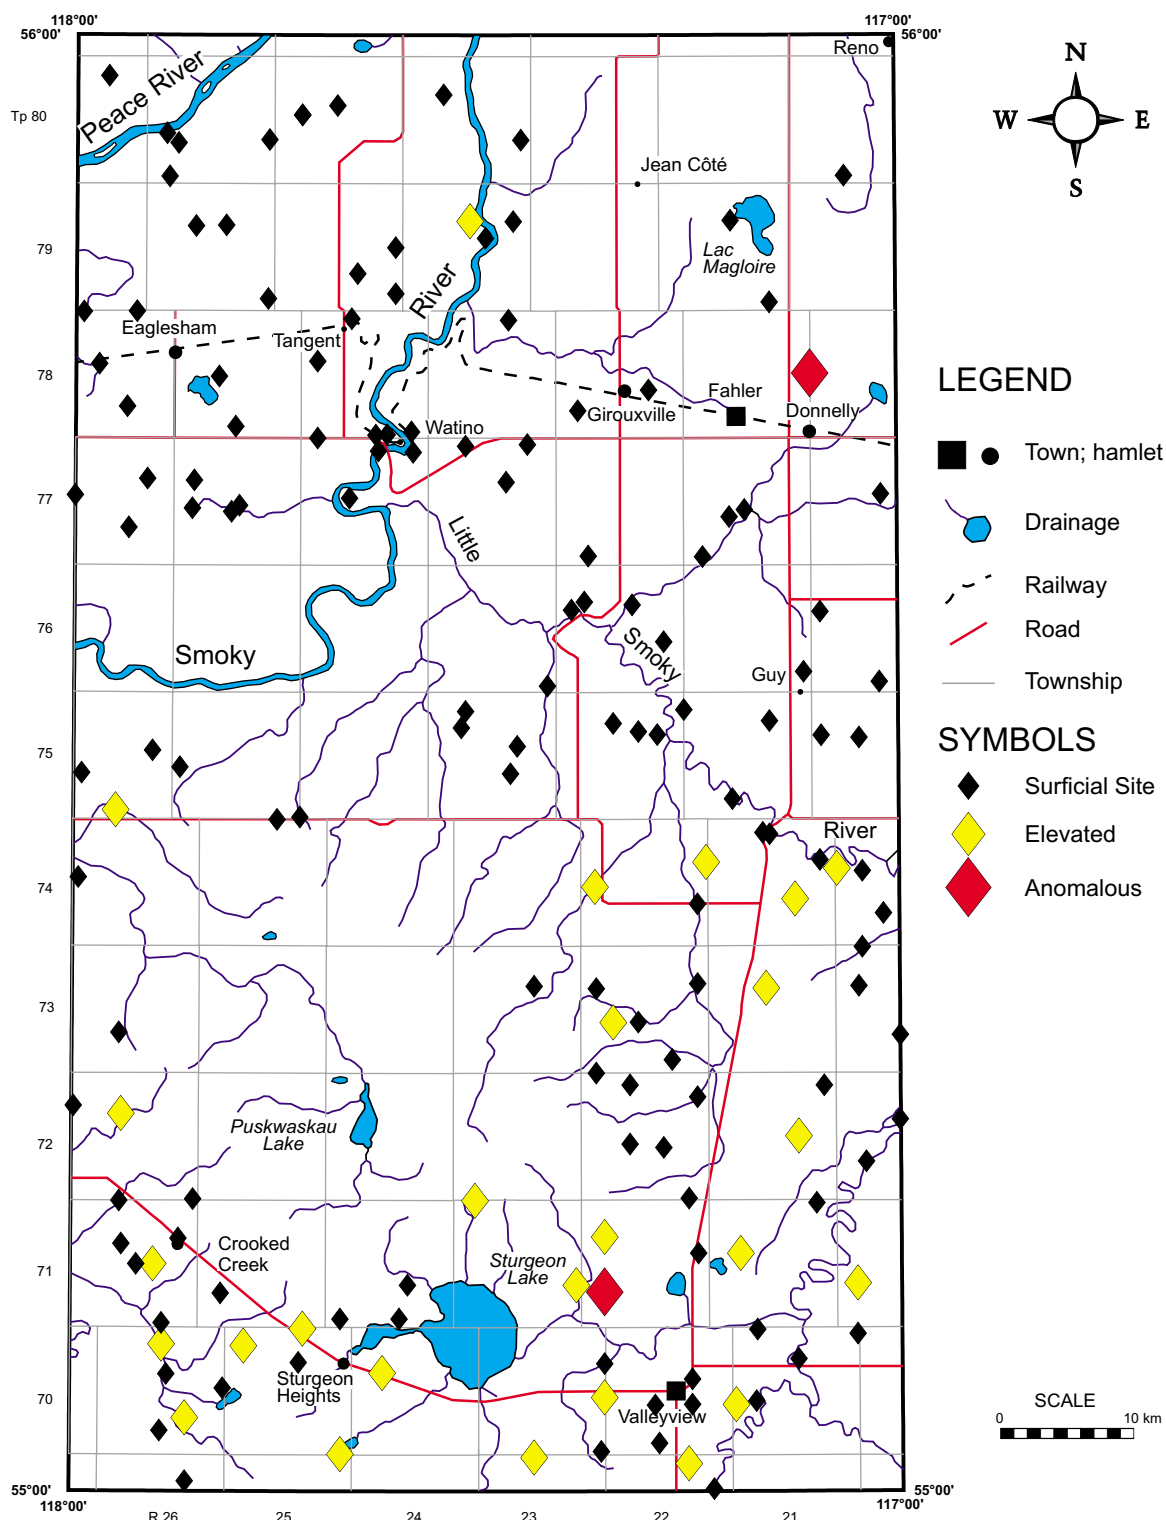 118°00'
117°00'
56°00'
56°00'
Reno
N
Peace River
Tp 80
W
E
Jean Côté
S
79
Lac
Magloire
River
Eaglesham
Tangent
LEGEND
78
Fahler
Girouxville
Donnelly
Watino
Town; hamlet
77
Little
Drainage
Railway
76
Smoky
Smoky
Road
Guy
Township
75
SYMBOLS
Surficial Site
River
Elevated
74
Anomalous
73
Puskwaskau
Lake
72
Crooked
Creek
Sturgeon
Lake
71
Sturgeon
Heights
70
Valleyview
SCALE
0
10 km
55°00'
55°00'
118°00'
117°00'
R 26
25
24
23
22
21